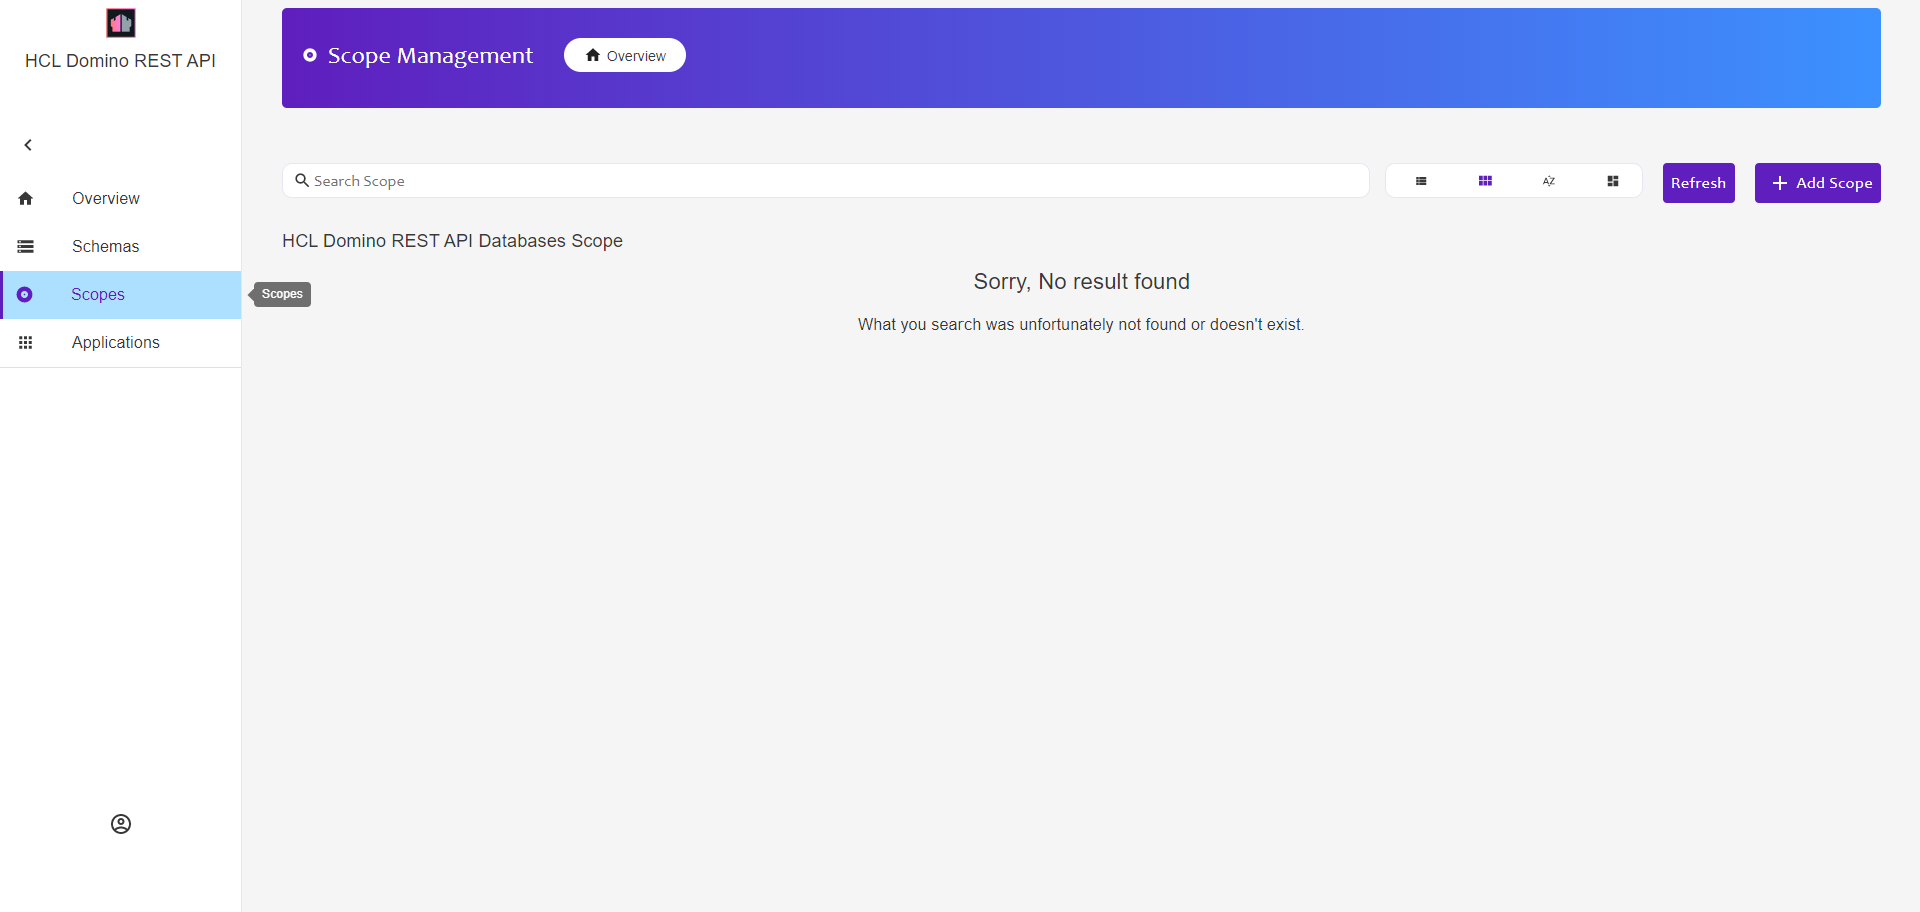 HCL Domino REST API
Overview
Schemas
Scopes
Scopes
Applications
Scope Management
Overview
Search Scope
AZ
Refresh
Add Scope
HCL Domino REST API Databases Scope
Sorry, No result found
What you search was unfortunately not found or doesn't exist.